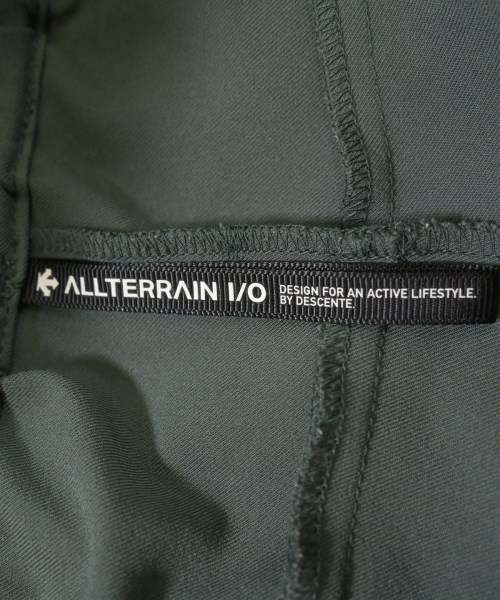 ALLTERRAIN I/O
DESIGN FOR AN ACTIVE LIFESTYLE.
BY DESCENTE.